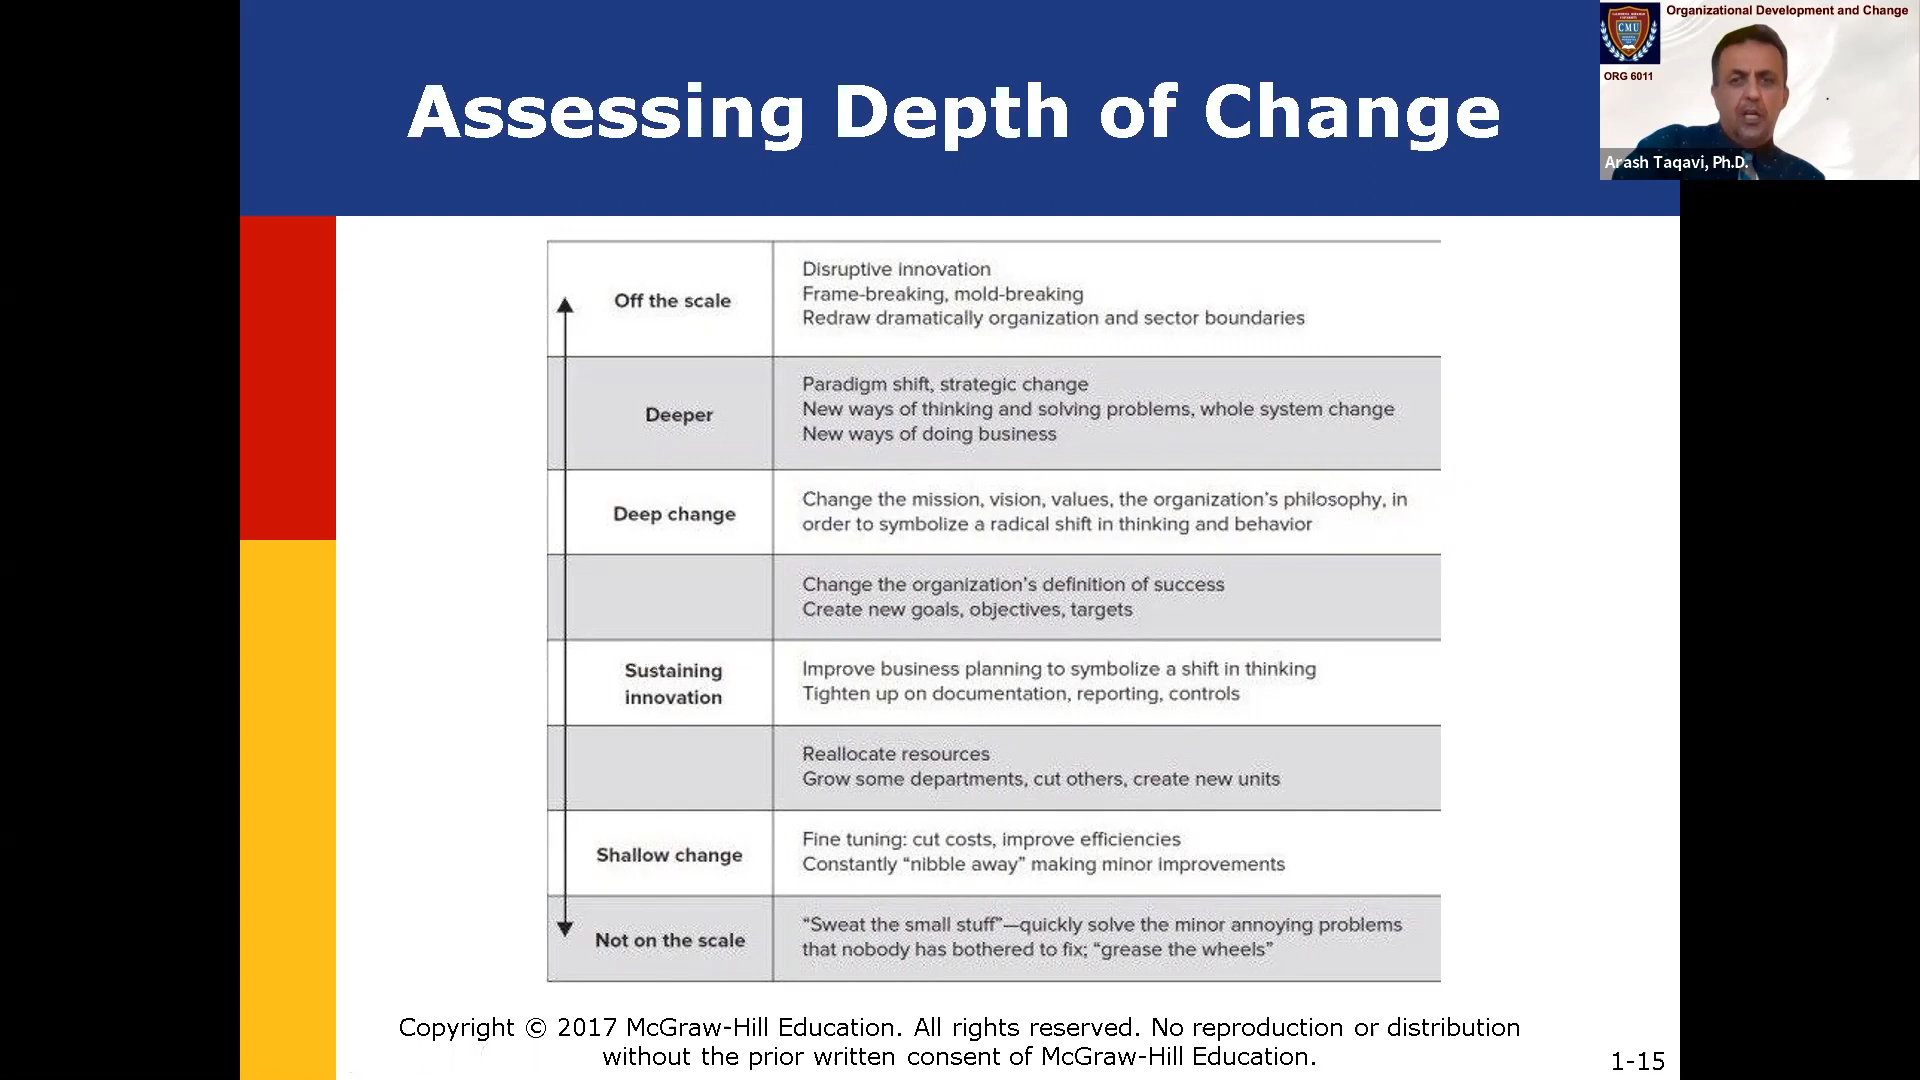 Assessing Depth of Change
Organizational Development and Change
CMU
ORG 6011
Arash Taqavi, Ph.D.
Off the scale
Disruptive innovation
Frame-breaking, mold-breaking
Redraw dramatically organization and sector boundaries
Deeper
Paradigm shift, strategic change
New ways of thinking and solving problems, whole system change
New ways of doing business
Deep change
Change the mission, vision, values, the organization’s philosophy, in
order to symbolize a radical shift in thinking and behavior
Change the organization’s definition of success
Create new goals, objectives, targets
Sustaining
innovation
Improve business planning to symbolize a shift in thinking
Tighten up on documentation, reporting, controls
Reallocate resources
Grow some departments, cut others, create new units
Shallow change
Fine tuning: cut costs, improve efficiencies
Constantly “nibble away” making minor improvements
Not on the scale
“Sweat the small stuff”—quickly solve the minor annoying problems
that nobody has bothered to fix; “grease the wheels”
Copyright © 2017 McGraw-Hill Education. All rights reserved. No reproduction or distribution
without the prior written consent of McGraw-Hill Education.
1-15